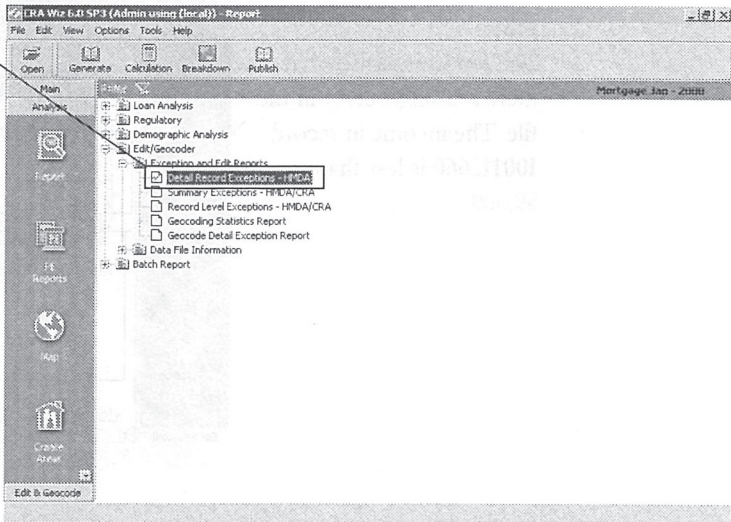 CRA Wiz 6.0 SP3 (Admin using (local)) - Report
File Edit View Options Tools Help
Open Generate Calculation Breakdown Publish
Main
Mortgage Jan - 2000
Analysis
Loan Analysis
Regulatory
Demographic Analysis
Edit/Geocoder
Exception and Edit Reports
Detail Record Exceptions - HMDA
Summary Exceptions - HMDA/CRA
Record Level Exceptions - HMDA/CRA
Geocoding Statistics Report
Geocode Detail Exception Report
Data File Information
Batch Report
Reports
Map
Create
Areas
Edit & Geocode